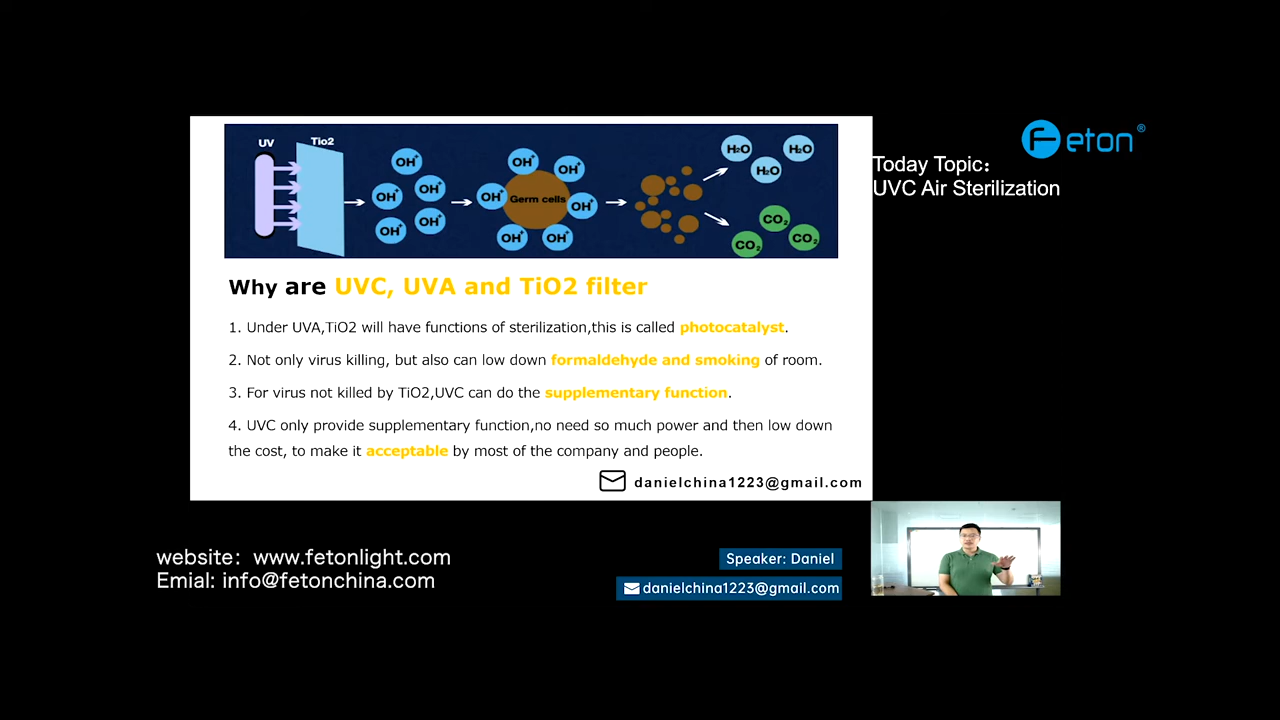 UV
Tio2
OH+
OH+
OH+
OH+
OH+
OH+
OH+
OH+
Germ cells
OH+
OH+
OH+
H2O
H2O
H2O
CO2
CO2
CO2
Feton®
Today Topic:
UVC Air Sterilization
Why are UVC, UVA and TiO2 filter
1. Under UVA,TiO2 will have functions of sterilization,this is called photocatalyst.
2. Not only virus killing, but also can low down formaldehyde and smoking of room.
3. For virus not killed by TiO2,UVC can do the supplementary function.
4. UVC only provide supplementary function,no need so much power and then low down
the cost, to make it acceptable by most of the company and people.
danielchina1223@gmail.com
website: www.fetonlight.com
Emial: info@fetonchina.com
Speaker: Daniel
danielchina1223@gmail.com